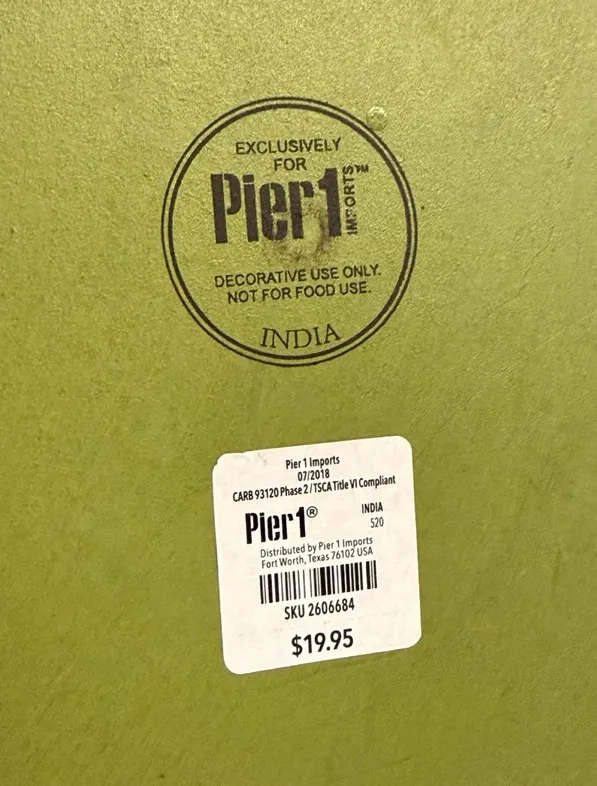 EXCLUSIVELY
FOR
Pier1
IMPORTS™
DECORATIVE USE ONLY.
NOT FOR FOOD USE.
INDIA
Pier 1 Imports
07/2018
CARB 93120 Phase 2 / TSCA Title VI Compliant
Pier1® INDIA
520
Distributed by Pier 1 Imports
Fort Worth, Texas 76102 USA
SKU 2606684
$19.95